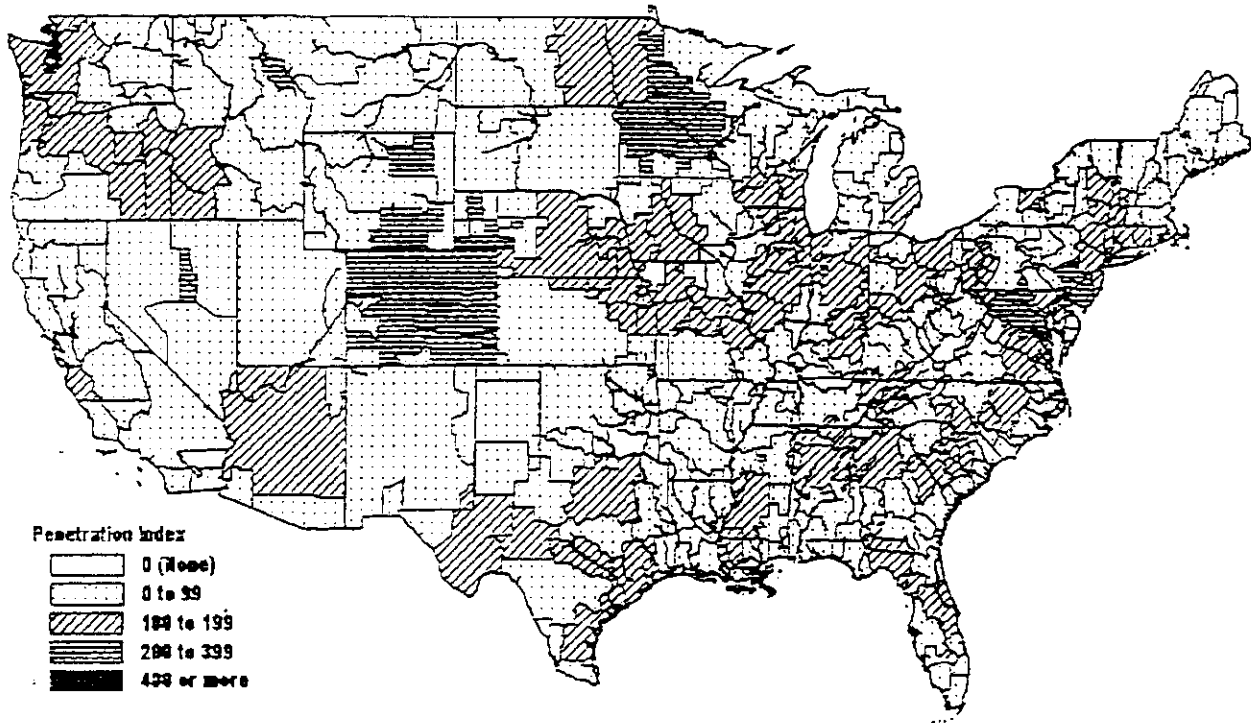 Penetration Index
0 (None)
0 to 99
100 to 199
200 to 399
400 or more